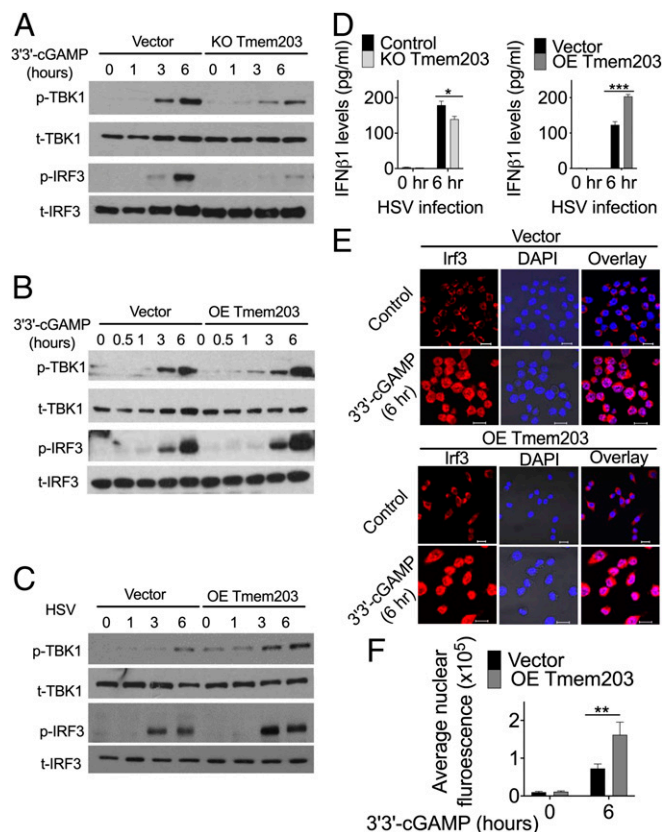 A
Vector KO Tmem203
3'3'-cGAMP
(hours)
0 1 3 6 0 1 3 6
p-TBK1
t-TBK1
p-IRF3
t-IRF3
B
Vector OE Tmem203
3'3'-cGAMP
(hours)
0 0.5 1 3 6 0 0.5 1 3 6
p-TBK1
t-TBK1
p-IRF3
t-IRF3
C
Vector OE Tmem203
HSV
0 1 3 6 0 1 3 6
p-TBK1
t-TBK1
p-IRF3
t-IRF3
D
Control
KO Tmem203
IFNβ1 levels (pg/ml)
200
100
0
*
0 hr 6 hr
HSV infection
Vector
OE Tmem203
IFNβ1 levels (pg/ml)
200
100
0
***
0 hr 6 hr
HSV infection
E
Vector
Irf3 DAPI Overlay
Control
3'3'-cGAMP
(6 hr)
OE Tmem203
Irf3 DAPI Overlay
Control
3'3'-cGAMP
(6 hr)
F
Vector
OE Tmem203
Average nuclear
fluroescence (x10⁵)
2
1
0
**
0 6
3'3'-cGAMP (hours)